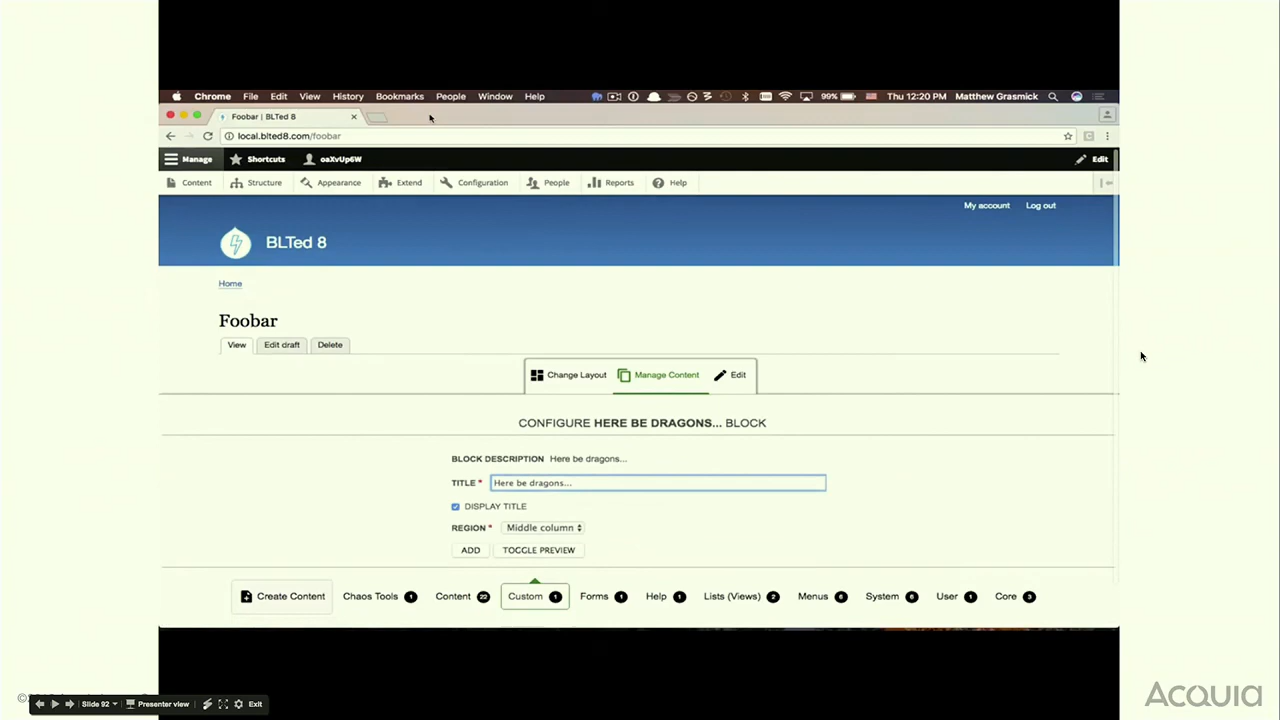 Chrome File Edit View History Bookmarks People Window Help 99% Thu 12:20 PM Matthew Grasmick
Foobar | BLTed 8
local.blted8.com/foobar
Manage Shortcuts oaXvUp6W Edit
Content Structure Appearance Extend Configuration People Reports Help
My account Log out
BLTed 8
Home
Foobar
View Edit draft Delete
Change Layout Manage Content Edit
CONFIGURE HERE BE DRAGONS... BLOCK
BLOCK DESCRIPTION Here be dragons...
TITLE * Here be dragons...
DISPLAY TITLE
REGION * Middle column
ADD TOGGLE PREVIEW
Create Content Chaos Tools 1 Content 22 Custom 1 Forms 1 Help 1 Lists (Views) 2 Menus 6 System 6 User 1 Core 3
Slide 92 Presenter view Exit
ACQUIA